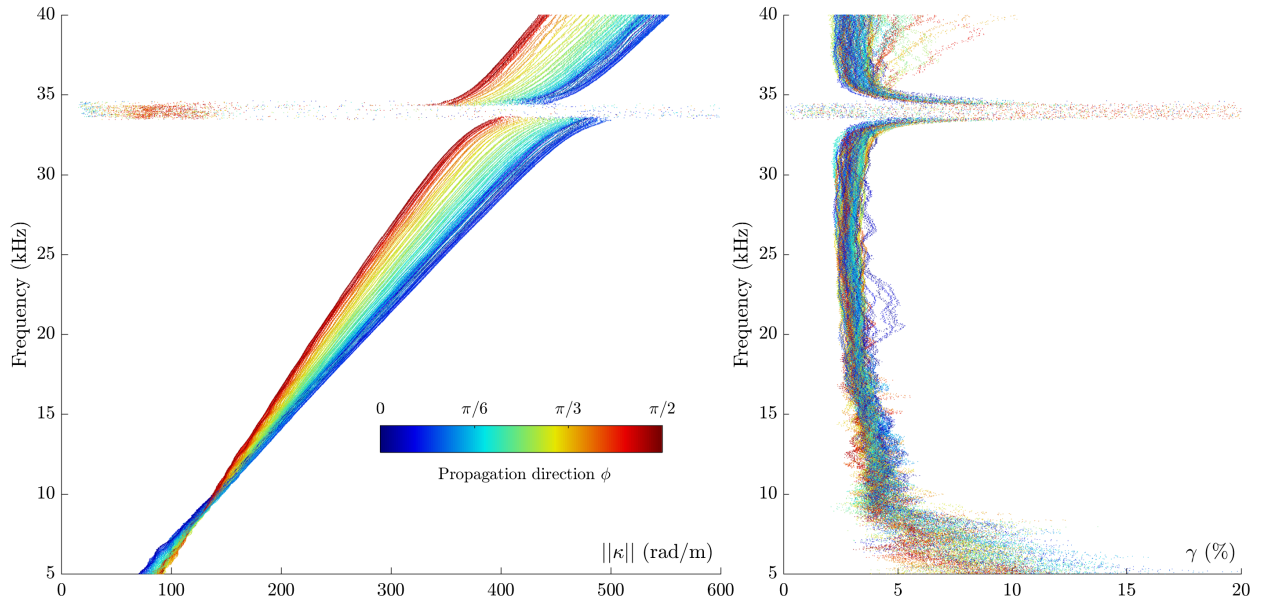 40
35
30
25
20
15
10
5
Frequency (kHz)
0 100 200 300 400 500 600
||κ|| (rad/m)
0 π/6 π/3 π/2
Propagation direction ϕ
40
35
30
25
20
15
10
5
Frequency (kHz)
0 5 10 15 20
γ (%)